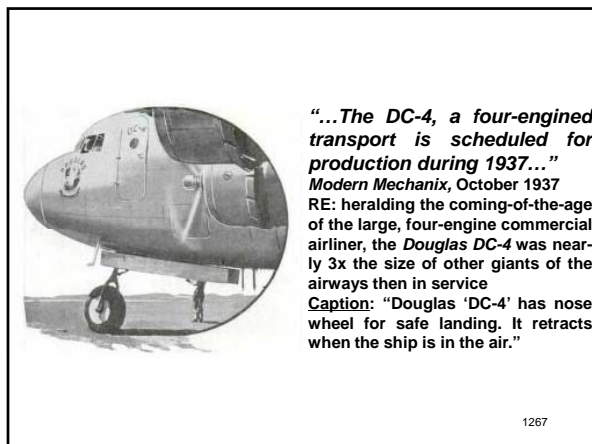 DC-4
DOUGLAS
“…The DC-4, a four-engined
transport is scheduled for
production during 1937…”
Modern Mechanix, October 1937
RE: heralding the coming-of-the-age
of the large, four-engine commercial
airliner, the Douglas DC-4 was near-
ly 3x the size of other giants of the
airways then in service
Caption: “Douglas ‘DC-4’ has nose
wheel for safe landing. It retracts
when the ship is in the air.”
1267